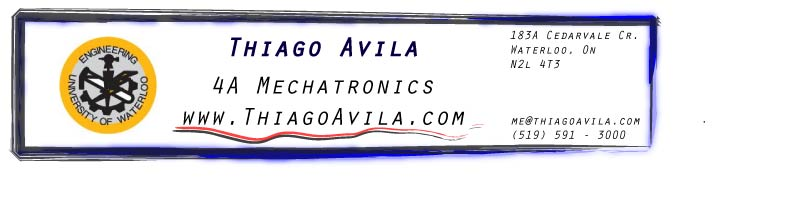 ENGINEERING
UNIVERSITY OF WATERLOO
Thiago Avila
4A Mechatronics
www.ThiagoAvila.com
183A Cedarvale Cr.
Waterloo, On
N2L 4T3
me@thiagoavila.com
(519) 591 - 3000